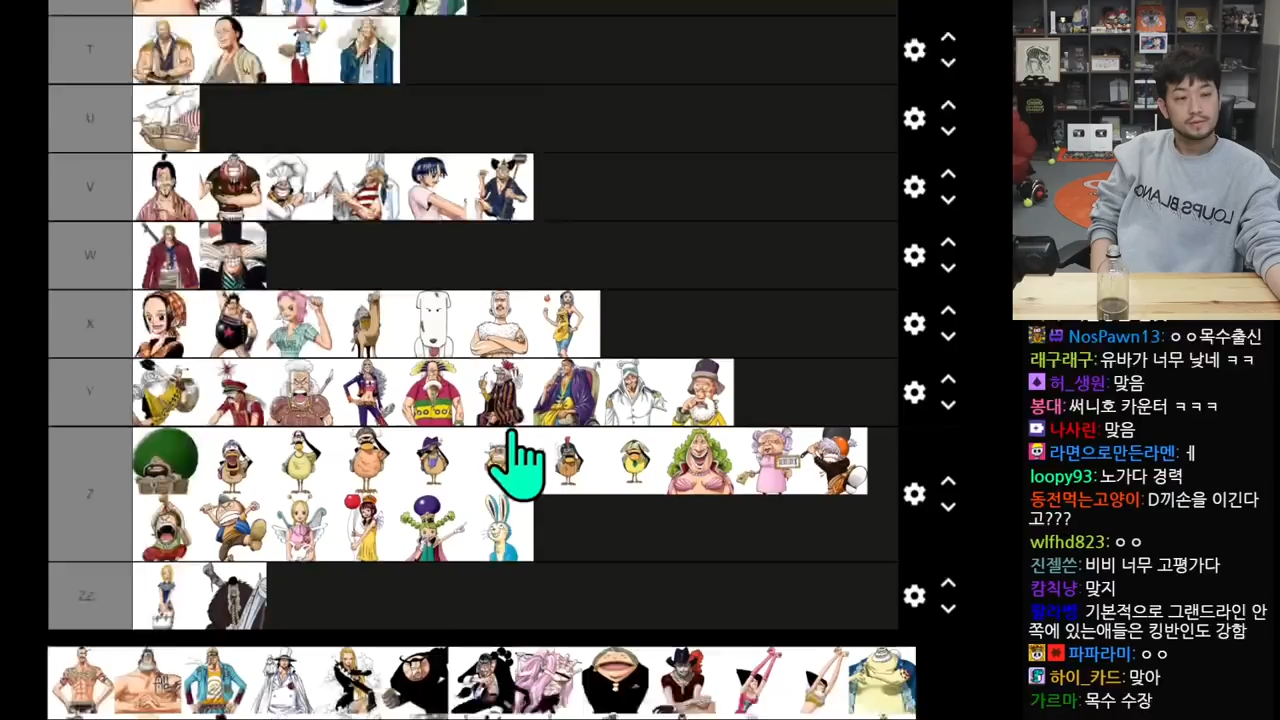 T
U
V
W
X
Y
Z
ZZ
LOUPS BLANC
NosPawn13: ㅇㅇ목수출신
래구래구: 유바가 너무 낮네 ㅋㅋ
허_생원: 맞음
봉대: 써니호 카운터 ㅋㅋㅋ
나사린: 맞음
라면으로만든라멘: ㅔ
loopy93: 노가다 경력
동전먹는고양이: D끼손을 이긴다
고???
wlfhd823: ㅇㅇ
진젤쓴: 비비 너무 고평가다
캄칙냥: 맞지
기본적으로 그랜드라인 안
쪽에 있는애들은 킹반인도 강함
파파라미: ㅇㅇ
하이_카드: 맞아
가르마: 목수 수장